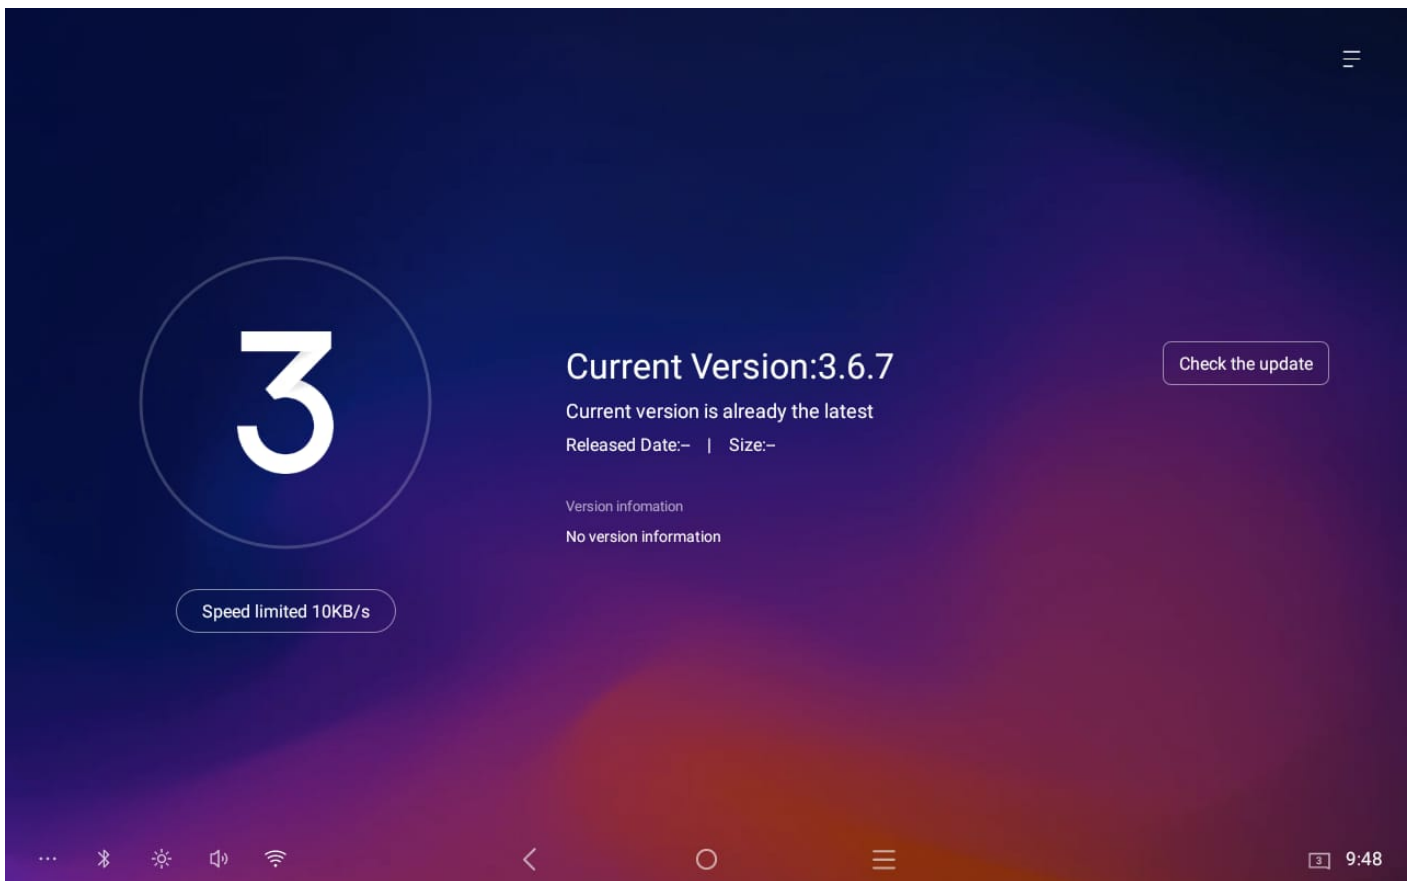 3
Current Version:3.6.7
Check the update
Current version is already the latest
Released Date:-- | Size:--
Version infomation
No version information
Speed limited 10KB/s
3 9:48